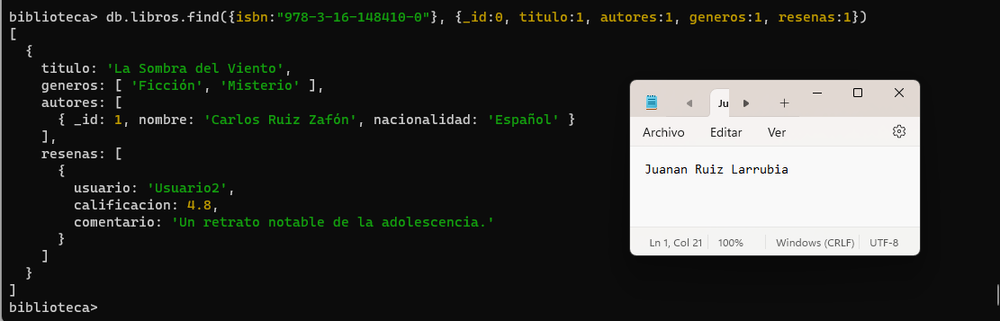 biblioteca> db.libros.find({isbn:"978-3-16-148410-0"}, {_id:0, titulo:1, autores:1, generos:1, resenas:1})
[
  {
    titulo: 'La Sombra del Viento',
    generos: [ 'Ficción', 'Misterio' ],
    autores: [
      { _id: 1, nombre: 'Carlos Ruiz Zafón', nacionalidad: 'Español' }
    ],
    resenas: [
      {
        usuario: 'Usuario2',
        calificacion: 4.8,
        comentario: 'Un retrato notable de la adolescencia.'
      }
    ]
  }
]
biblioteca>
Ju
Archivo Editar Ver
Juanan Ruiz Larrubia
Ln 1, Col 21 100% Windows (CRLF) UTF-8